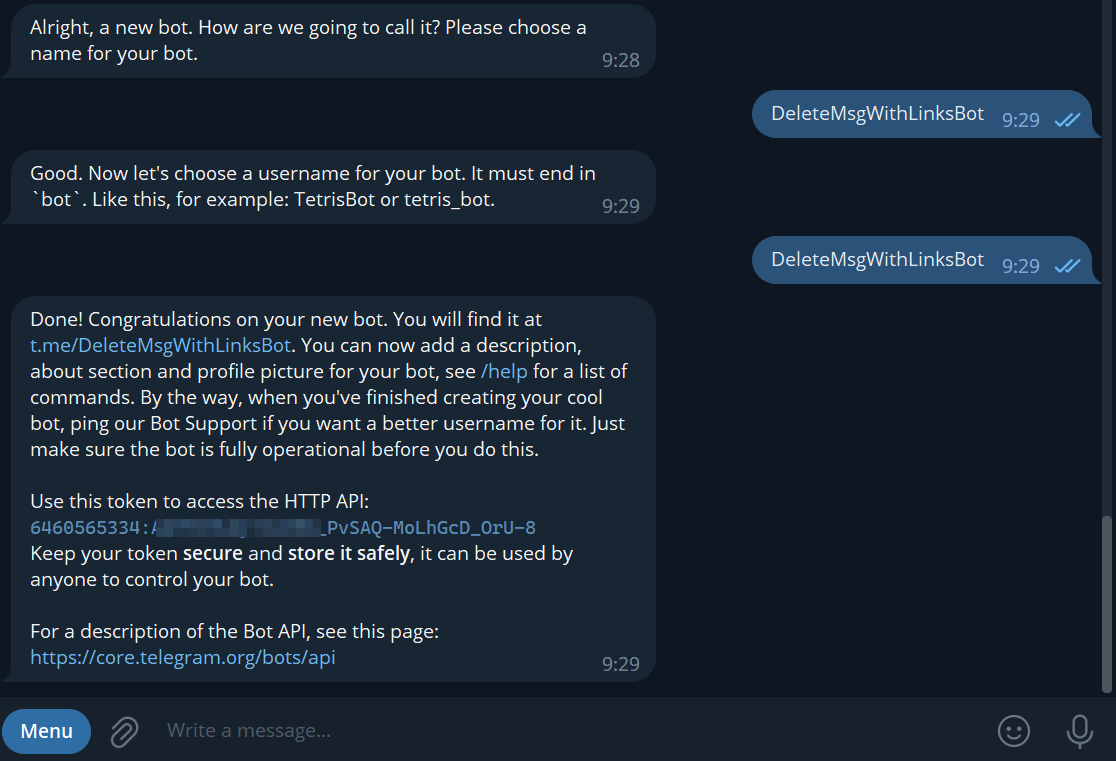 Alright, a new bot. How are we going to call it? Please choose a
name for your bot.
9:28
DeleteMsgWithLinksBot 9:29
Good. Now let's choose a username for your bot. It must end in
`bot`. Like this, for example: TetrisBot or tetris_bot.
9:29
DeleteMsgWithLinksBot 9:29
Done! Congratulations on your new bot. You will find it at
t.me/DeleteMsgWithLinksBot. You can now add a description,
about section and profile picture for your bot, see /help for a list of
commands. By the way, when you've finished creating your cool
bot, ping our Bot Support if you want a better username for it. Just
make sure the bot is fully operational before you do this.
Use this token to access the HTTP API:
6460565334:A _PvSAQ-MoLhGcD_OrU-8
Keep your token secure and store it safely, it can be used by
anyone to control your bot.
For a description of the Bot API, see this page:
https://core.telegram.org/bots/api
9:29
Menu
Write a message...